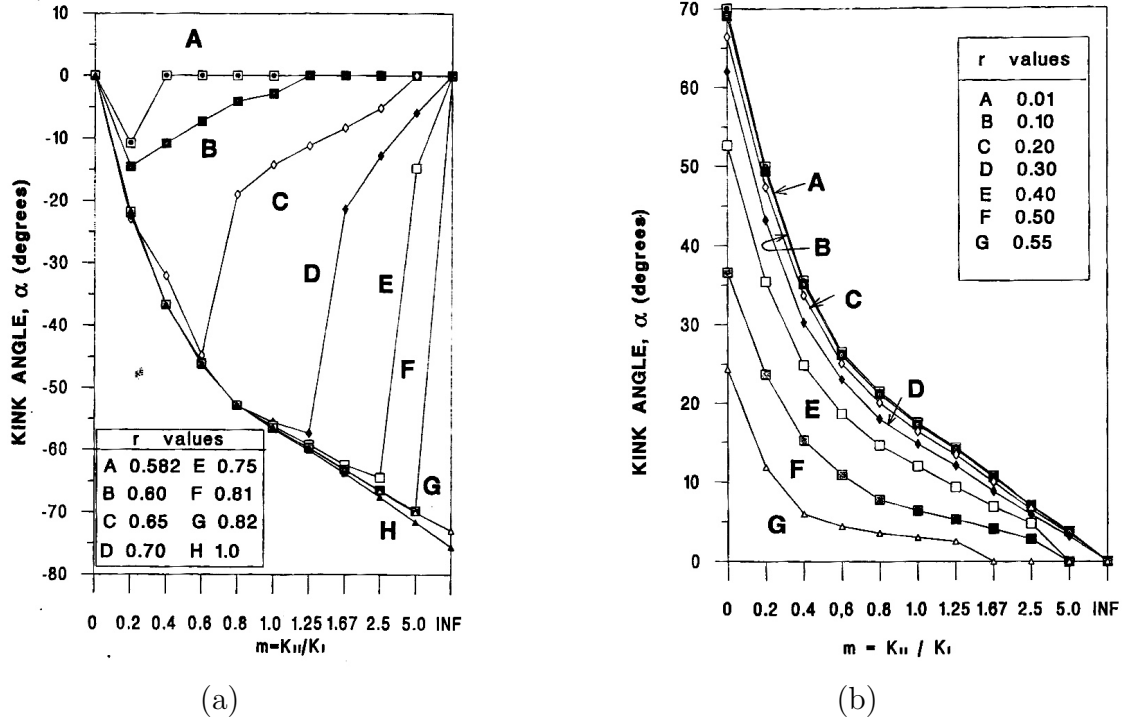 10
0
-10
-20
-30
-40
-50
-60
-70
-80
KINK ANGLE, α (degrees)
A
B
C
D
E
F
G
H
r values
A 0.582 E 0.75
B 0.60 F 0.81
C 0.65 G 0.82
D 0.70 H 1.0
0 0.2 0.4 0.6 0.8 1.0 1.25 1.67 2.5 5.0 INF
m=KII/KI
(a)
70
60
50
40
30
20
10
0
KINK ANGLE, α (degrees)
r values
A 0.01
B 0.10
C 0.20
D 0.30
E 0.40
F 0.50
G 0.55
A
B
C
D
E
F
G
0 0.2 0.4 0,6 0.8 1.0 1.25 1.67 2.5 5.0 INF
m = KII / KI
(b)